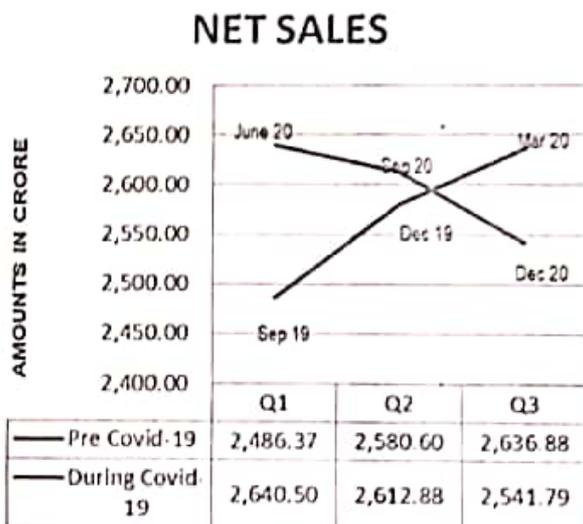 NET SALES
AMOUNTS IN CRORE
2,700.00
2,650.00
2,600.00
2,550.00
2,500.00
2,450.00
2,400.00
June 20
Mar 20
Sep 20
Dec 19
Dec 20
Sep 19
Q1 Q2 Q3
Pre Covid-19 2,486.37 2,580.60 2,636.88
During Covid-
19 2,640.50 2,612.88 2,541.79